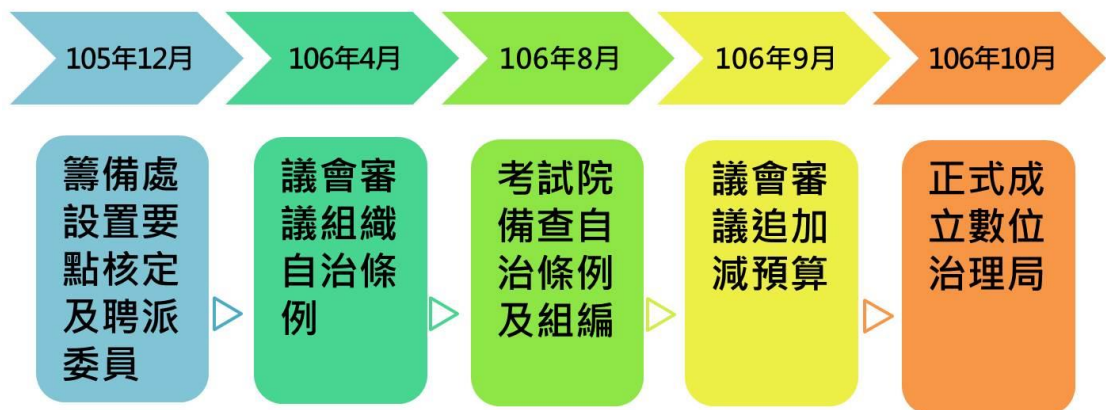 105年12月
106年4月
106年8月
106年9月
106年10月
籌備處
設置要
點核定
及聘派
委員
議會審
議組織
自治條
例
考試院
備查自
治條例
及組編
議會審
議追加
減預算
正式成
立數位
治理局